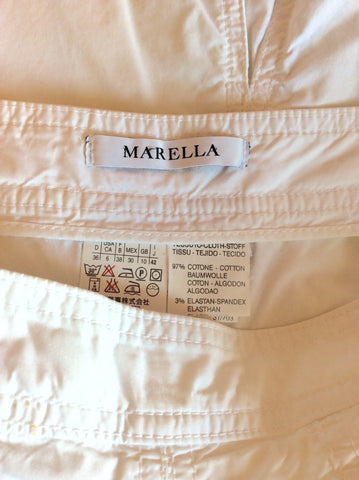 MARELLA
D CA B MEX GB J
36 6 38 30 10 42
TESSUTO-CLOTH-STOFF
TISSU - TEJIDO - TECIDO
97% COTONE - COTTON
BAUMWOLLE
COTON - ALGODON
ALGODAO
3% ELASTAN-SPANDEX
ELASTHAN